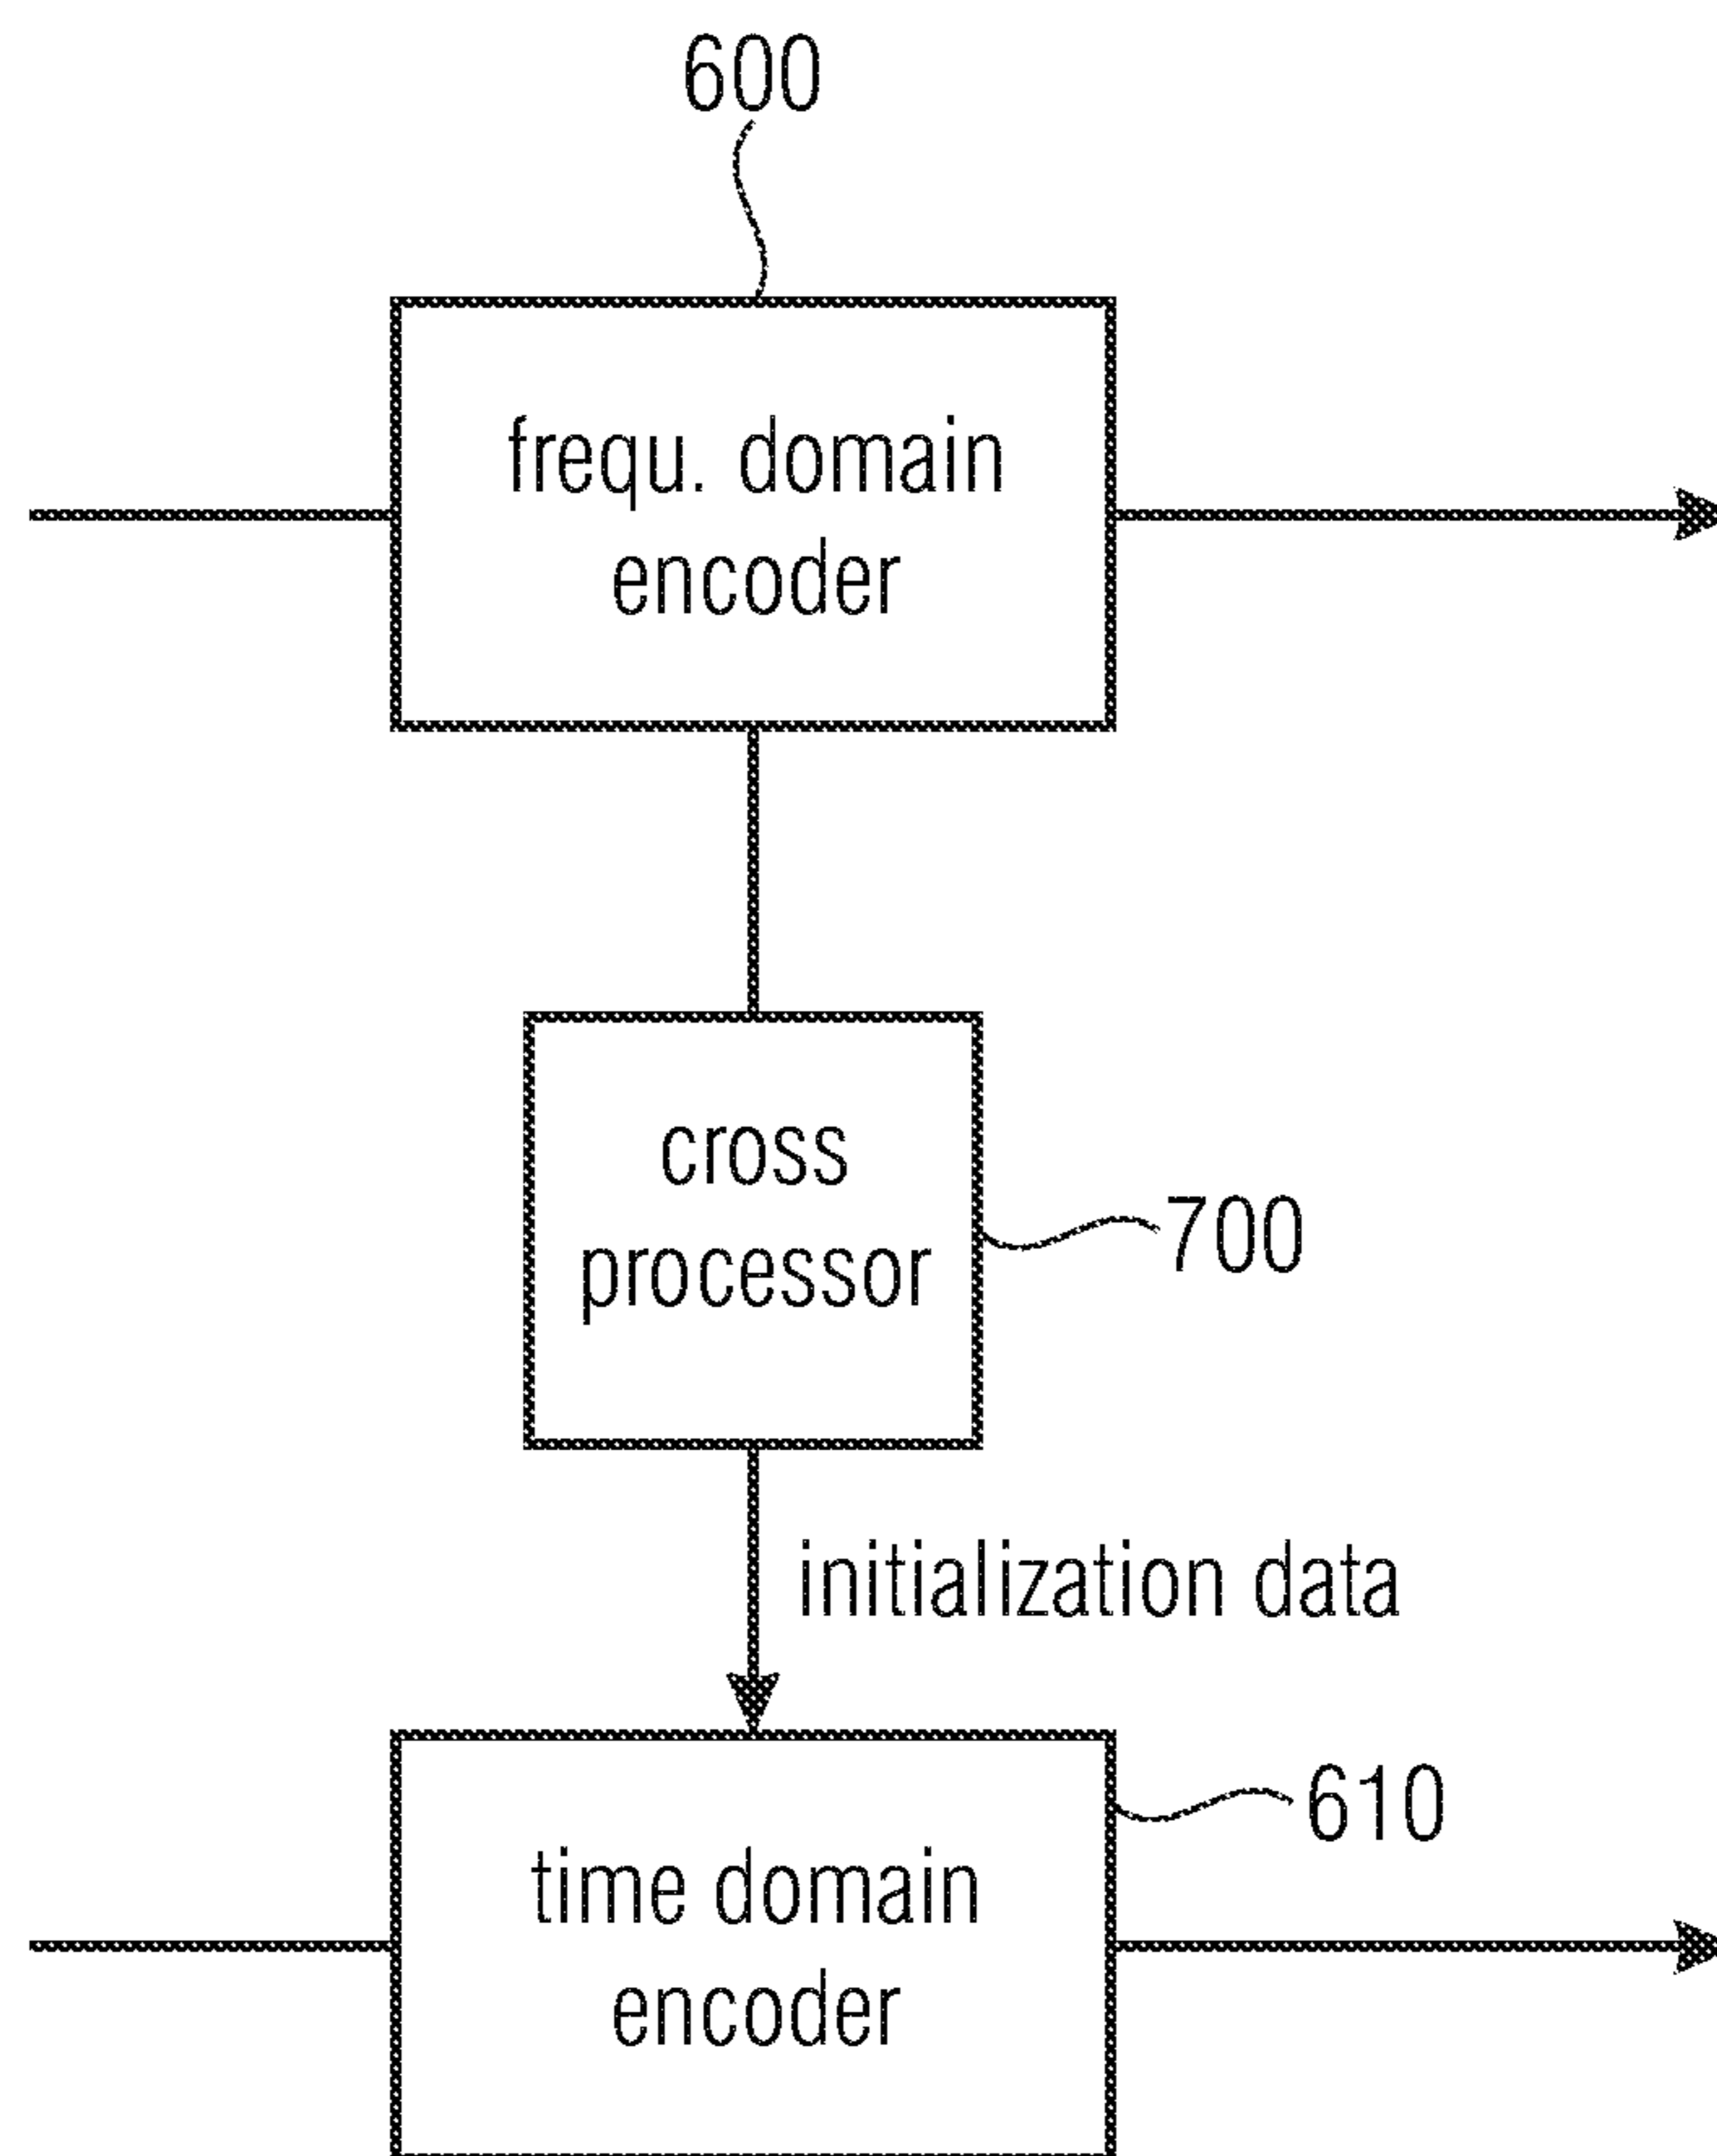 600
frequ. domain
encoder
cross
processor
700
initialization data
610
time domain
encoder